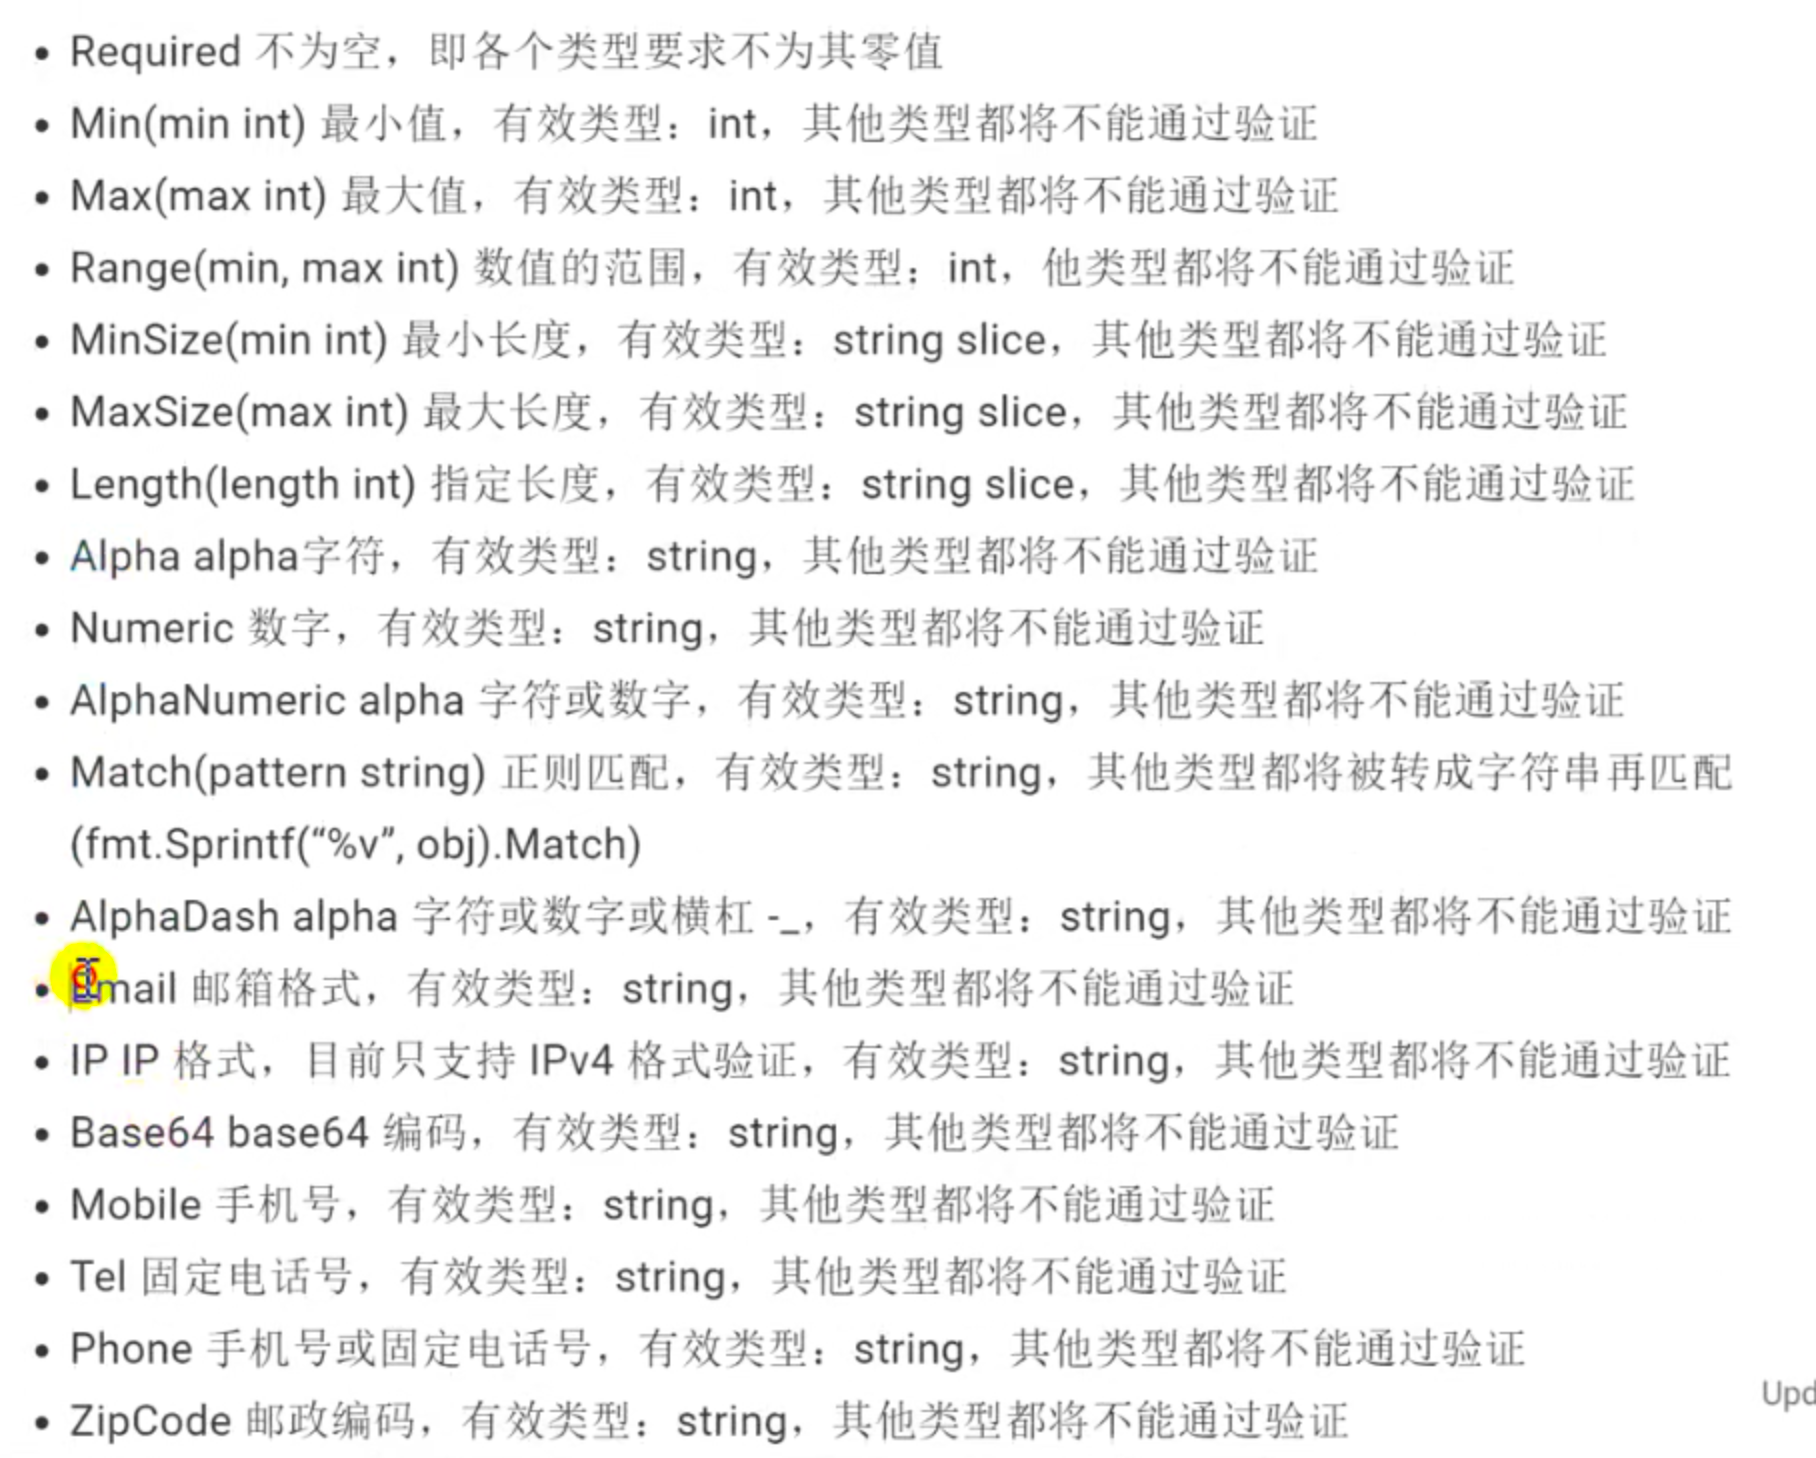 • Required 不为空，即各个类型要求不为其零值
• Min(min int) 最小值，有效类型：int，其他类型都将不能通过验证
• Max(max int) 最大值，有效类型：int，其他类型都将不能通过验证
• Range(min, max int) 数值的范围，有效类型：int，他类型都将不能通过验证
• MinSize(min int) 最小长度，有效类型：string slice，其他类型都将不能通过验证
• MaxSize(max int) 最大长度，有效类型：string slice，其他类型都将不能通过验证
• Length(length int) 指定长度，有效类型：string slice，其他类型都将不能通过验证
• Alpha alpha字符，有效类型：string，其他类型都将不能通过验证
• Numeric 数字，有效类型：string，其他类型都将不能通过验证
• AlphaNumeric alpha 字符或数字，有效类型：string，其他类型都将不能通过验证
• Match(pattern string) 正则匹配，有效类型：string，其他类型都将被转成字符串再匹配
(fmt.Sprintf(“%v”, obj).Match)
• AlphaDash alpha 字符或数字或横杠 -_，有效类型：string，其他类型都将不能通过验证
• Email 邮箱格式，有效类型：string，其他类型都将不能通过验证
• IP IP 格式，目前只支持 IPv4 格式验证，有效类型：string，其他类型都将不能通过验证
• Base64 base64 编码，有效类型：string，其他类型都将不能通过验证
• Mobile 手机号，有效类型：string，其他类型都将不能通过验证
• Tel 固定电话号，有效类型：string，其他类型都将不能通过验证
• Phone 手机号或固定电话号，有效类型：string，其他类型都将不能通过验证
Upd
• ZipCode 邮政编码，有效类型：string，其他类型都将不能通过验证